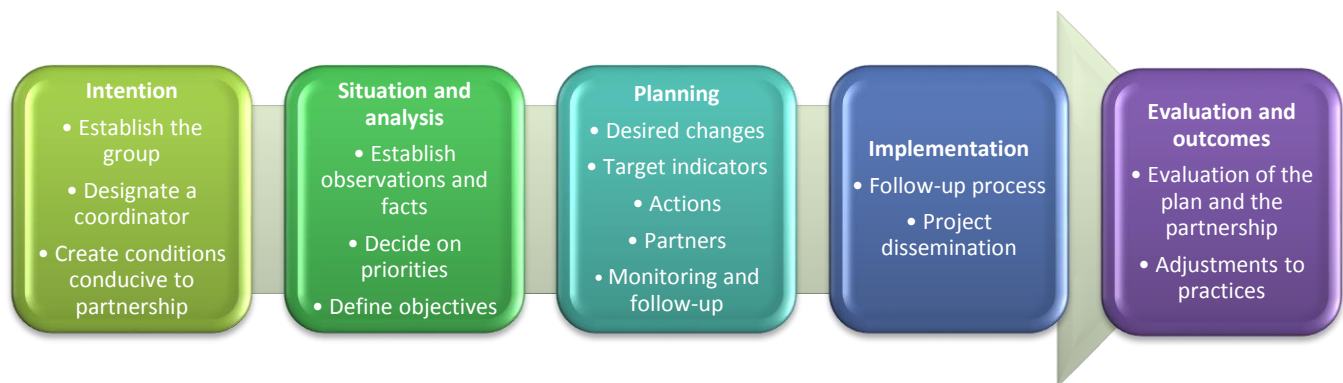 Intention
• Establish the
group
• Designate a
coordinator
• Create conditions
conducive to
partnership
Situation and
analysis
• Establish
observations and
facts
• Decide on
priorities
• Define objectives
Planning
• Desired changes
• Target indicators
• Actions
• Partners
• Monitoring and
follow-up
Implementation
• Follow-up process
• Project
dissemination
Evaluation and
outcomes
• Evaluation of the
plan and the
partnership
• Adjustments to
practices